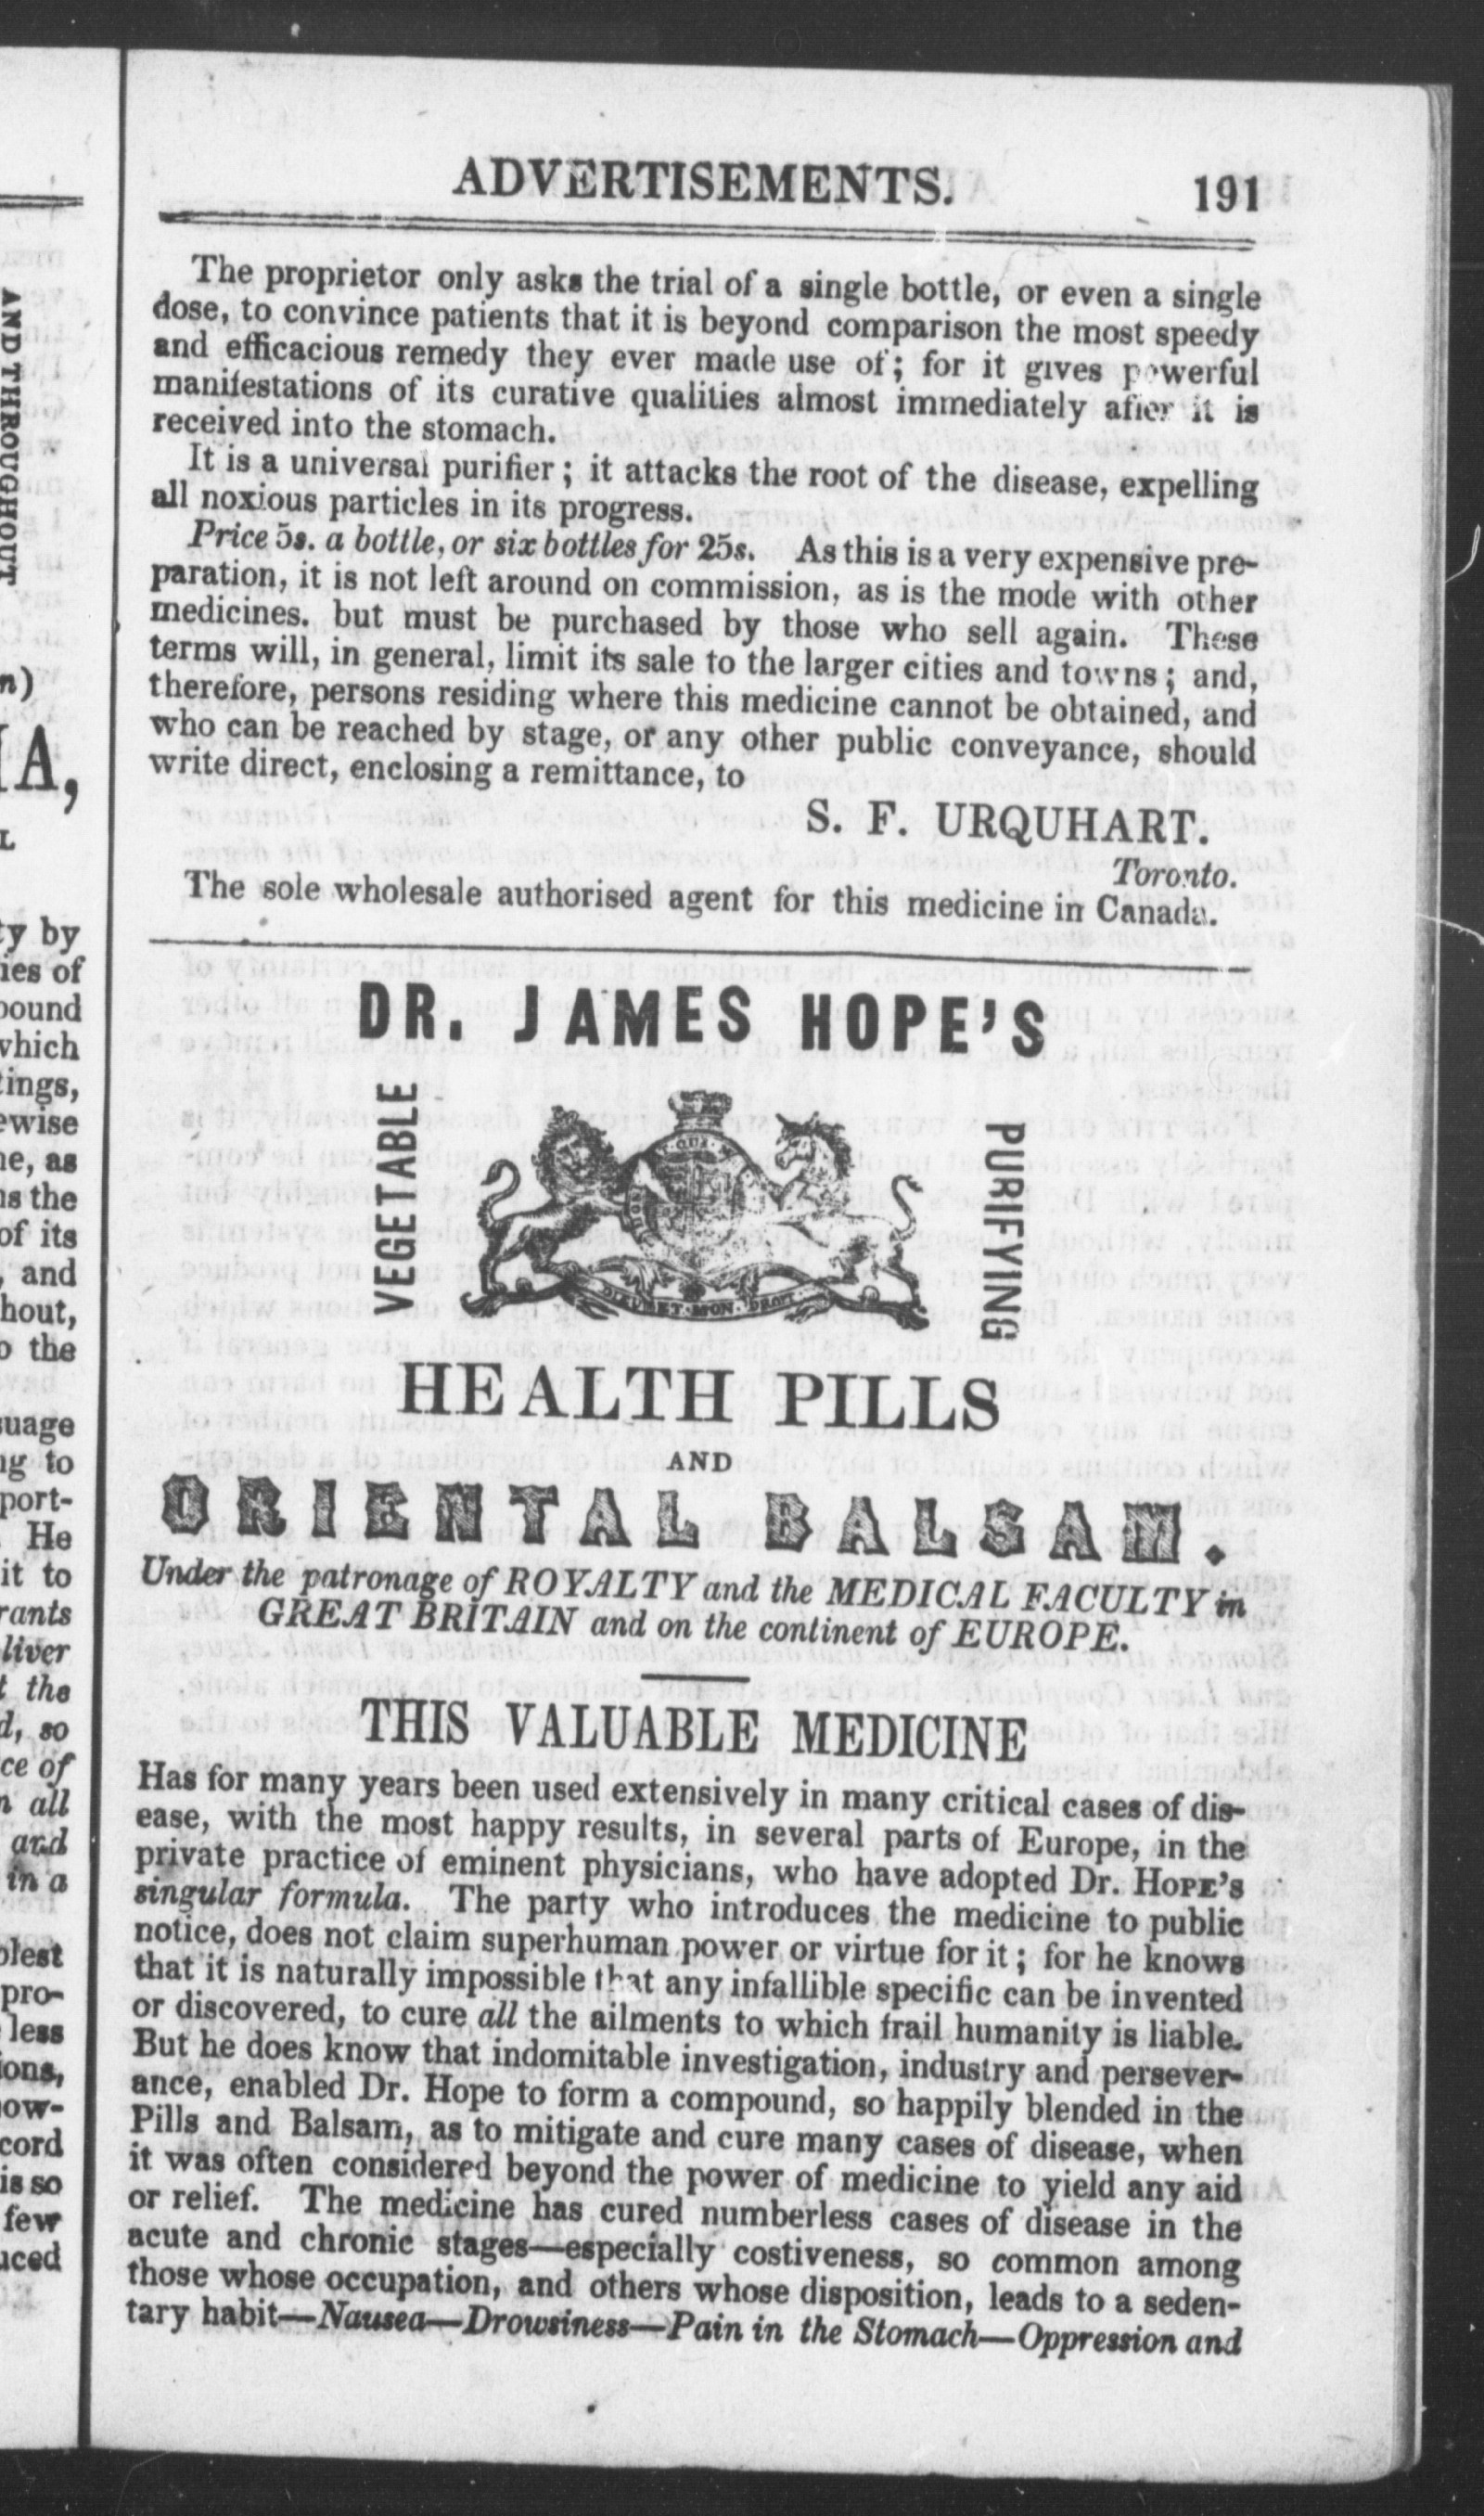 ADVERTISEMENTS. 191
The proprietor only asks the trial of a single bottle, or even a single
dose, to convince patients that it is beyond comparison the most speedy
and efficacious remedy they ever made use of; for it gives powerful
manifestations of its curative qualities almost immediately after it is
received into the stomach.
It is a universal purifier; it attacks the root of the disease, expelling
all noxious particles in its progress.
Price 5s. a bottle, or six bottles for 25s. As this is a very expensive pre-
paration, it is not left around on commission, as is the mode with other
medicines. but must be purchased by those who sell again. These
terms will, in general, limit its sale to the larger cities and towns; and,
therefore, persons residing where this medicine cannot be obtained, and
who can be reached by stage, or any other public conveyance, should
write direct, enclosing a remittance, to
S. F. URQUHART.
Toronto.
The sole wholesale authorised agent for this medicine in Canada.
DR. JAMES HOPE'S
VEGETABLE
DIEU ET MON DROIT
PURIFYING
HEALTH PILLS
AND
ORIENTAL BALSAM.
Under the patronage of ROYALTY and the MEDICAL FACULTY in
GREAT BRITAIN and on the continent of EUROPE.
THIS VALUABLE MEDICINE
Has for many years been used extensively in many critical cases of dis-
ease, with the most happy results, in several parts of Europe, in the
private practice of eminent physicians, who have adopted Dr. HOPE'S
singular formula. The party who introduces the medicine to public
notice, does not claim superhuman power or virtue for it; for he knows
that it is naturally impossible that any infallible specific can be invented
or discovered, to cure all the ailments to which frail humanity is liable.
But he does know that indomitable investigation, industry and persever-
ance, enabled Dr. Hope to form a compound, so happily blended in the
Pills and Balsam, as to mitigate and cure many cases of disease, when
it was often considered beyond the power of medicine to yield any aid
or relief. The medicine has cured numberless cases of disease in the
acute and chronic stages—especially costiveness, so common among
those whose occupation, and others whose disposition, leads to a seden-
tary habit—Nausea—Drowsiness—Pain in the Stomach—Oppression and